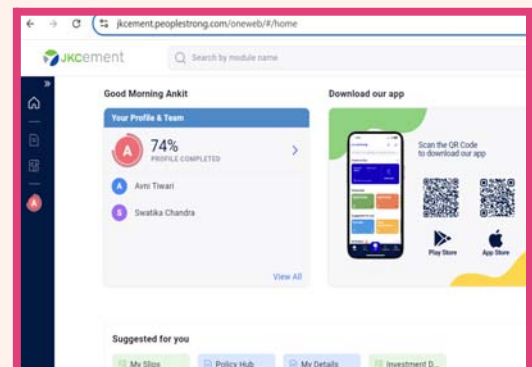 jkcement.peoplestrong.com/oneweb/#/home
JKCement
Search by module name
Good Morning Ankit
Your Profile & Team
A
74%
PROFILE COMPLETED
A Avni Tiwari
S Swatika Chandra
View All
Download our app
Scan the QR Code
to download our app
Play Store
App Store
A
Suggested for you
My Slips
Policy Hub
My Details
Investment D...